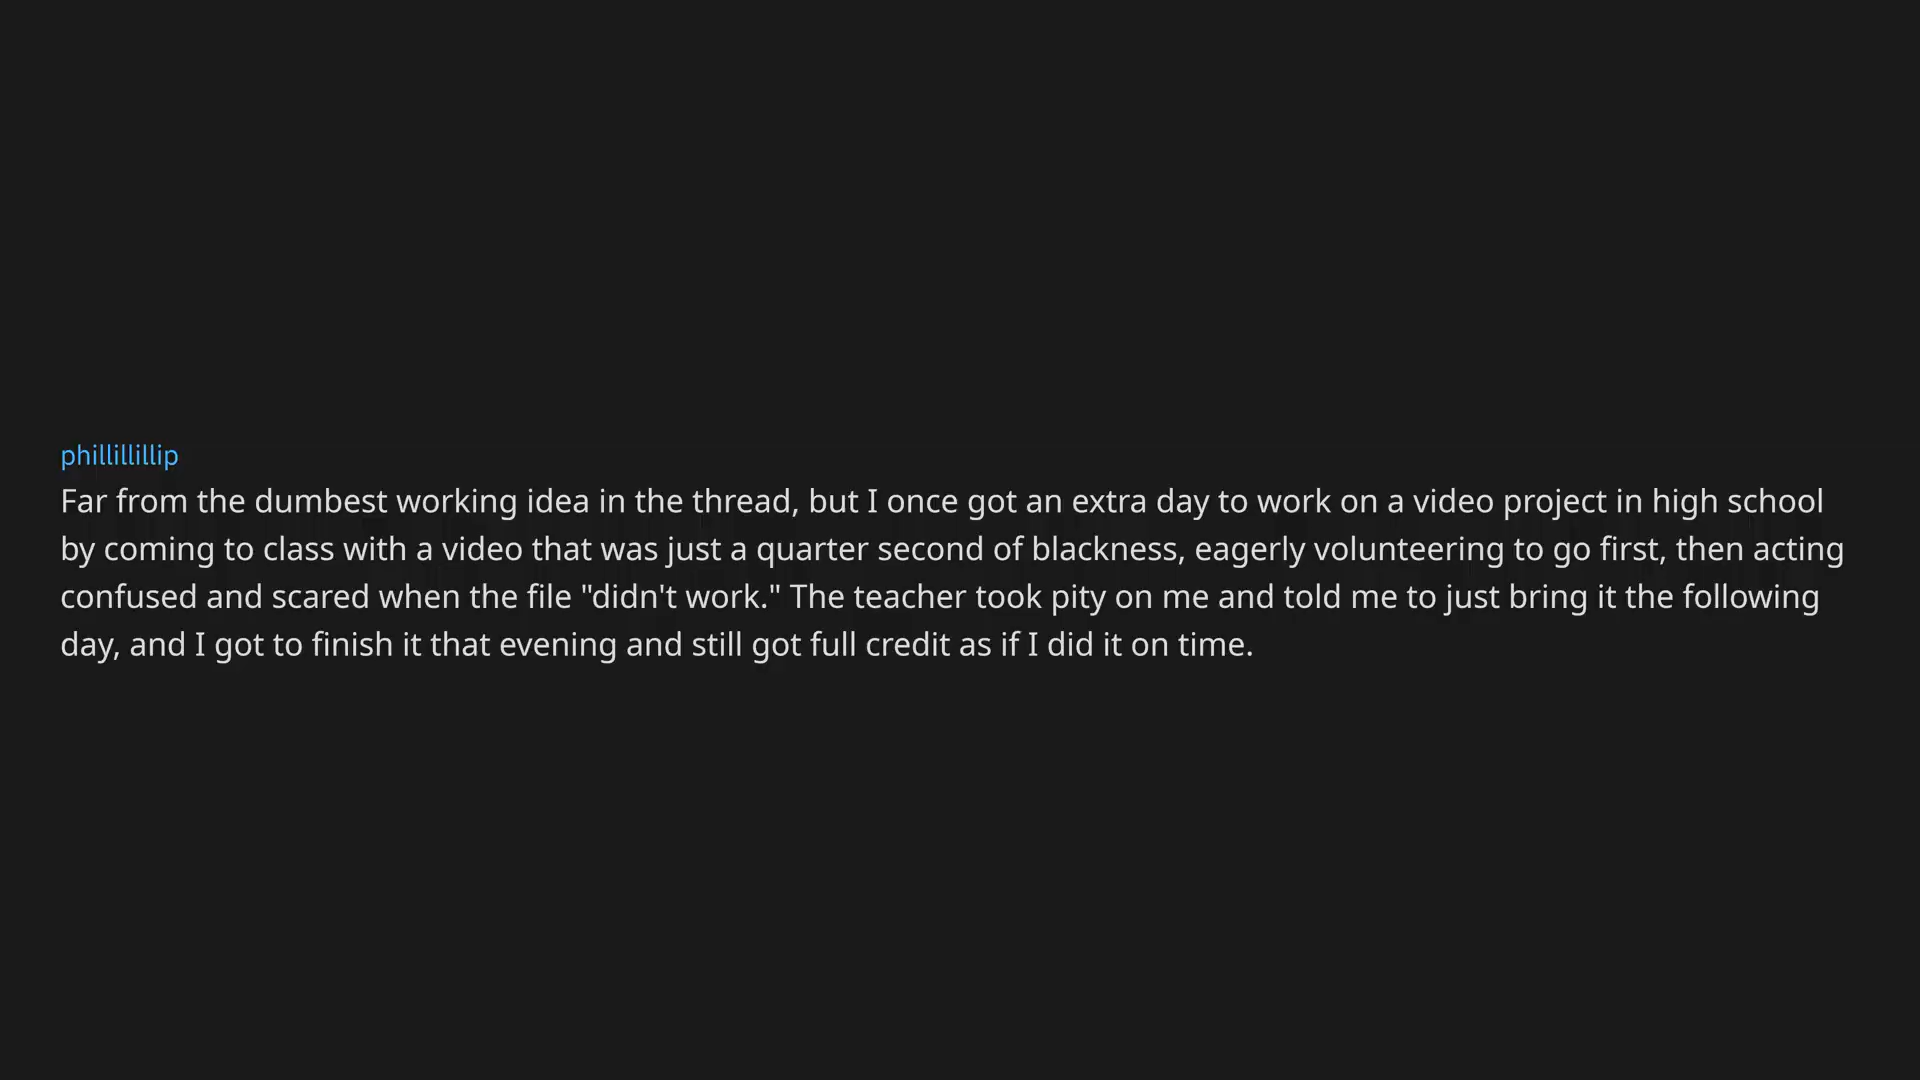 phillillillip
Far from the dumbest working idea in the thread, but I once got an extra day to work on a video project in high school
by coming to class with a video that was just a quarter second of blackness, eagerly volunteering to go first, then acting
confused and scared when the file "didn't work." The teacher took pity on me and told me to just bring it the following
day, and I got to finish it that evening and still got full credit as if I did it on time.